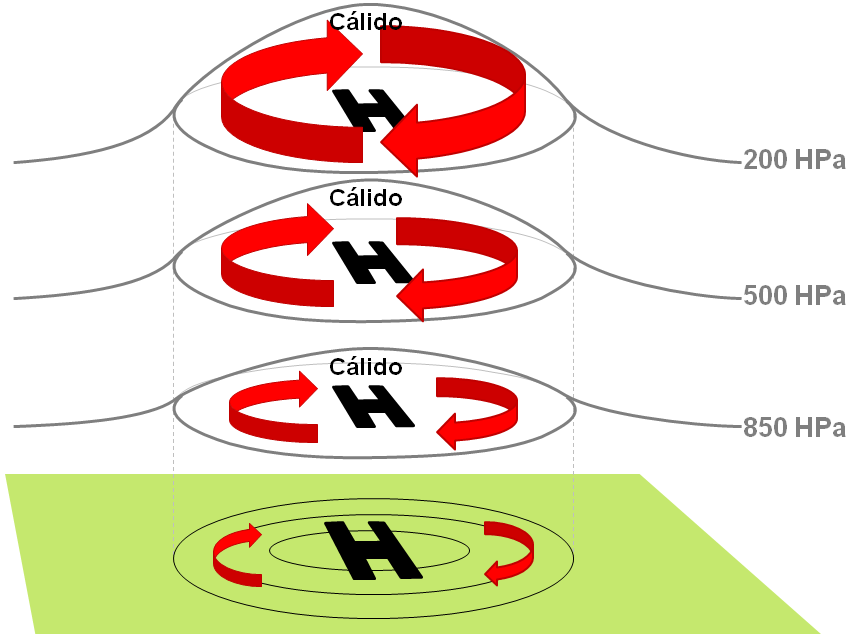 Cálido
H
200 HPa
Cálido
H
500 HPa
Cálido
H
850 HPa
H